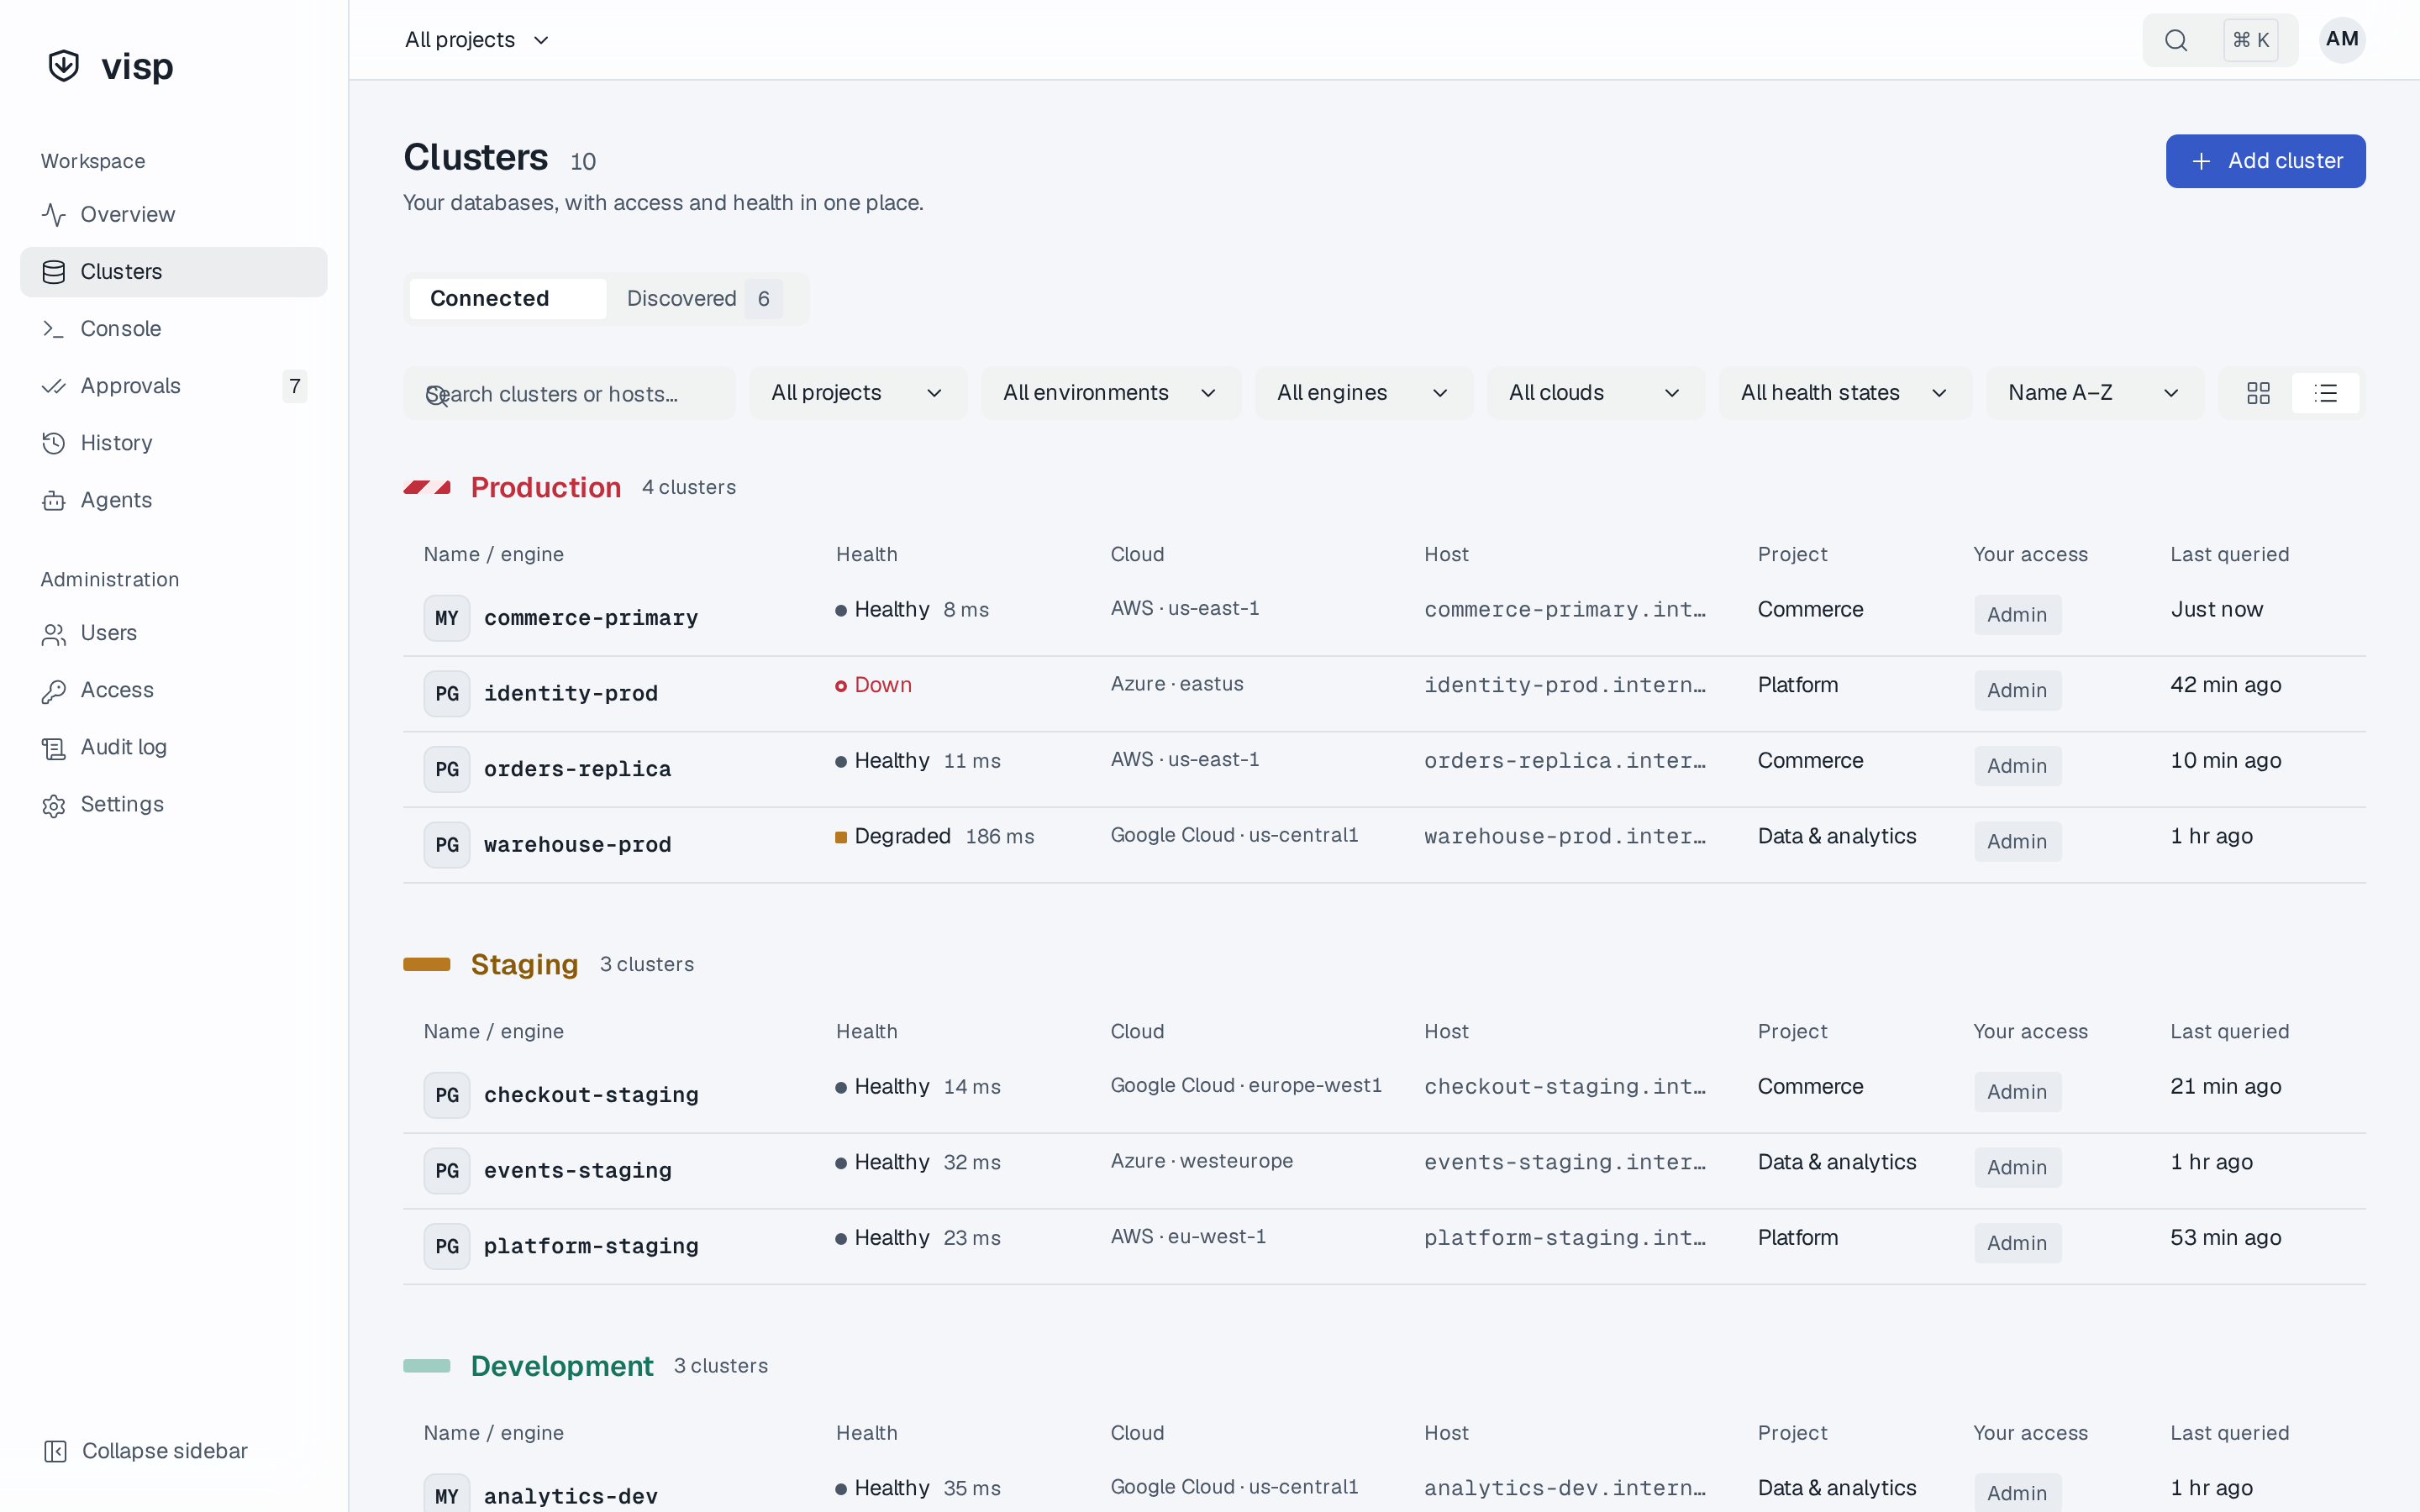 visp
Workspace
Overview
Clusters
Console
Approvals 7
History
Agents
Administration
Users
Access
Audit log
Settings
Collapse sidebar
All projects
⌘ K
AM
Clusters 10
Your databases, with access and health in one place.
Add cluster
Connected
Discovered 6
Search clusters or hosts…
All projects
All environments
All engines
All clouds
All health states
Name A–Z
Production 4 clusters
Name / engine Health Cloud Host Project Your access Last queried
MY commerce-primary Healthy 8 ms AWS · us-east-1 commerce-primary.int… Commerce Admin Just now
PG identity-prod Down Azure · eastus identity-prod.intern… Platform Admin 42 min ago
PG orders-replica Healthy 11 ms AWS · us-east-1 orders-replica.inter… Commerce Admin 10 min ago
PG warehouse-prod Degraded 186 ms Google Cloud · us-central1 warehouse-prod.inter… Data & analytics Admin 1 hr ago
Staging 3 clusters
Name / engine Health Cloud Host Project Your access Last queried
PG checkout-staging Healthy 14 ms Google Cloud · europe-west1 checkout-staging.int… Commerce Admin 21 min ago
PG events-staging Healthy 32 ms Azure · westeurope events-staging.inter… Data & analytics Admin 1 hr ago
PG platform-staging Healthy 23 ms AWS · eu-west-1 platform-staging.int… Platform Admin 53 min ago
Development 3 clusters
Name / engine Health Cloud Host Project Your access Last queried
MY analytics-dev Healthy 35 ms Google Cloud · us-central1 analytics-dev.intern… Data & analytics Admin 1 hr ago